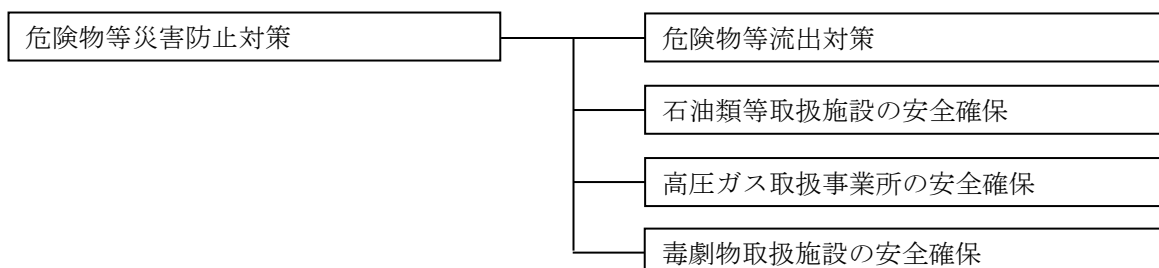 危険物等災害防止対策
危険物等流出対策
石油類等取扱施設の安全確保
高圧ガス取扱事業所の安全確保
毒劇物取扱施設の安全確保